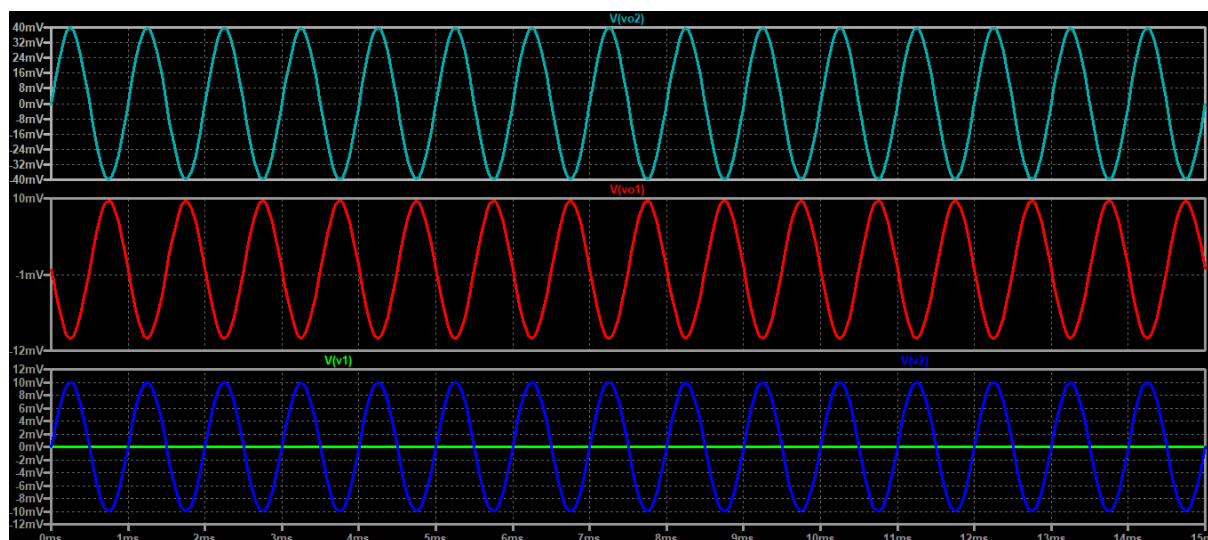 V(vo2)
40mV
32mV
24mV
16mV
8mV
0mV
-8mV
-16mV
-24mV
-32mV
-40mV
V(vo1)
10mV
-1mV
-12mV
V(v1) V(v2)
12mV
10mV
8mV
6mV
4mV
2mV
0mV
-2mV
-4mV
-6mV
-8mV
-10mV
-12mV
0ms 1ms 2ms 3ms 4ms 5ms 6ms 7ms 8ms 9ms 10ms 11ms 12ms 13ms 14ms